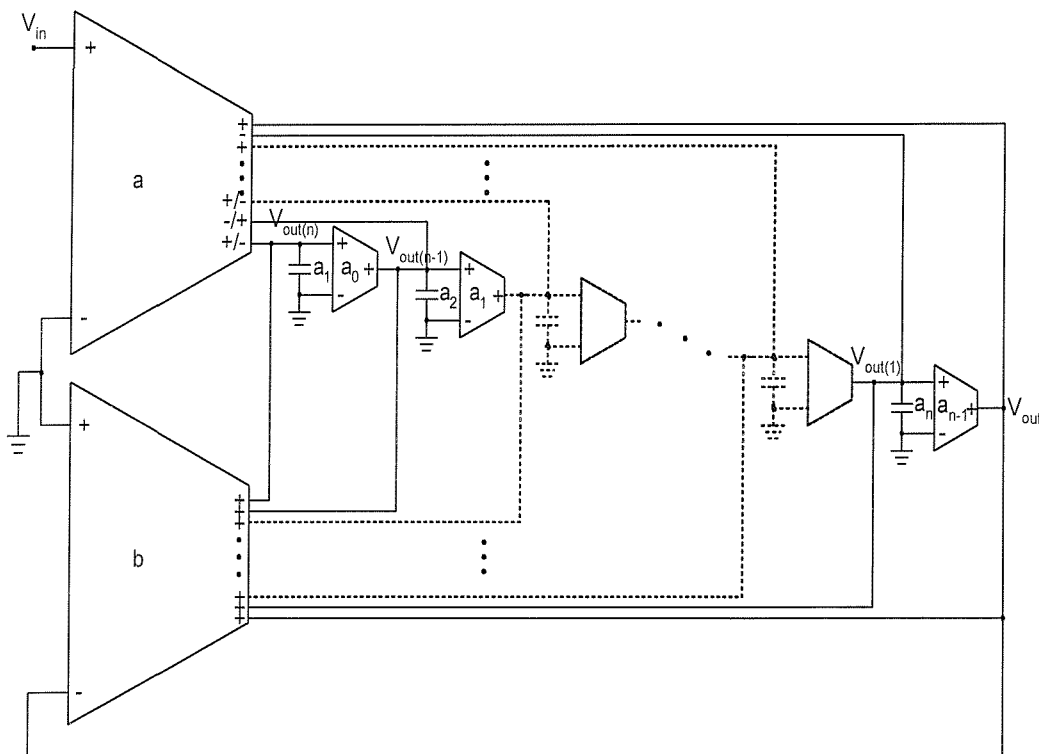 V_in
+
+
-
+
a
+/-
-/+
+/-
V_out(n)
+
a_1
a_0
+
-
V_out(n-1)
+
a_2
a_1
+
-
V_out(1)
+
a_n
a_n-1
+
-
V_out
-
+
b
+
+
+
+
+
+
-